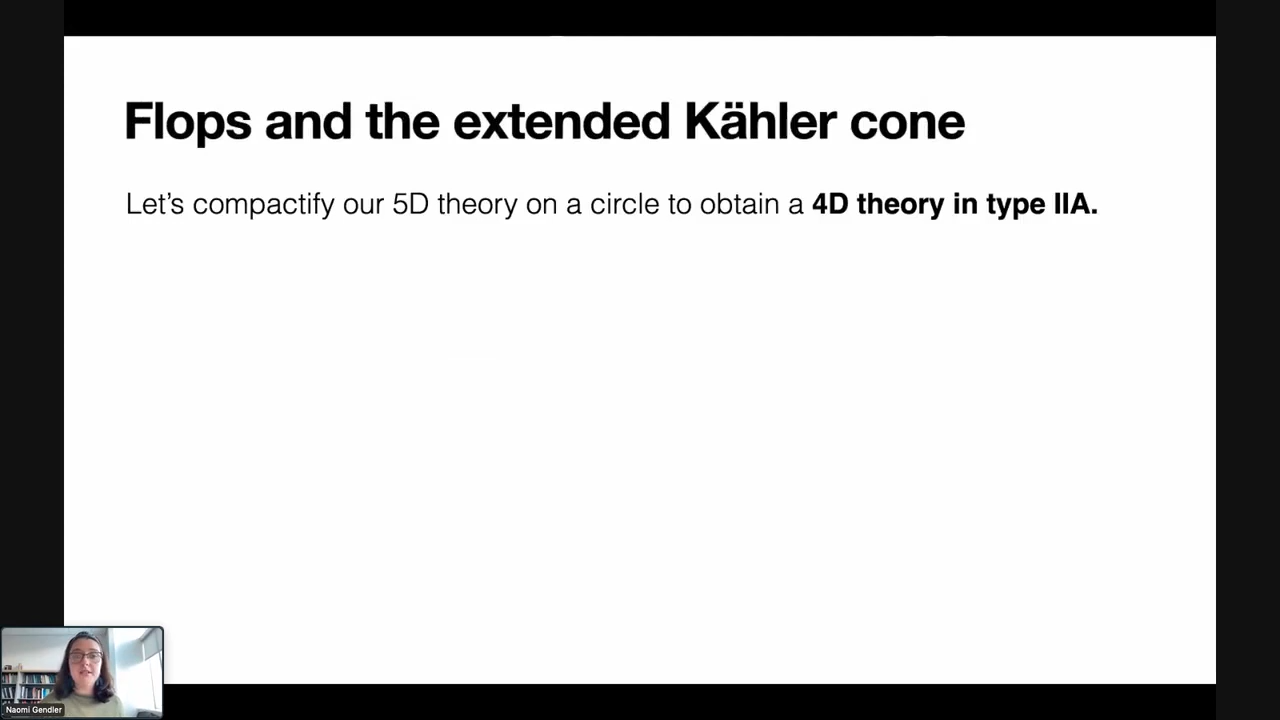 Flops and the extended Kähler cone
Let's compactify our 5D theory on a circle to obtain a 4D theory in type IIA.
Naomi Gendler